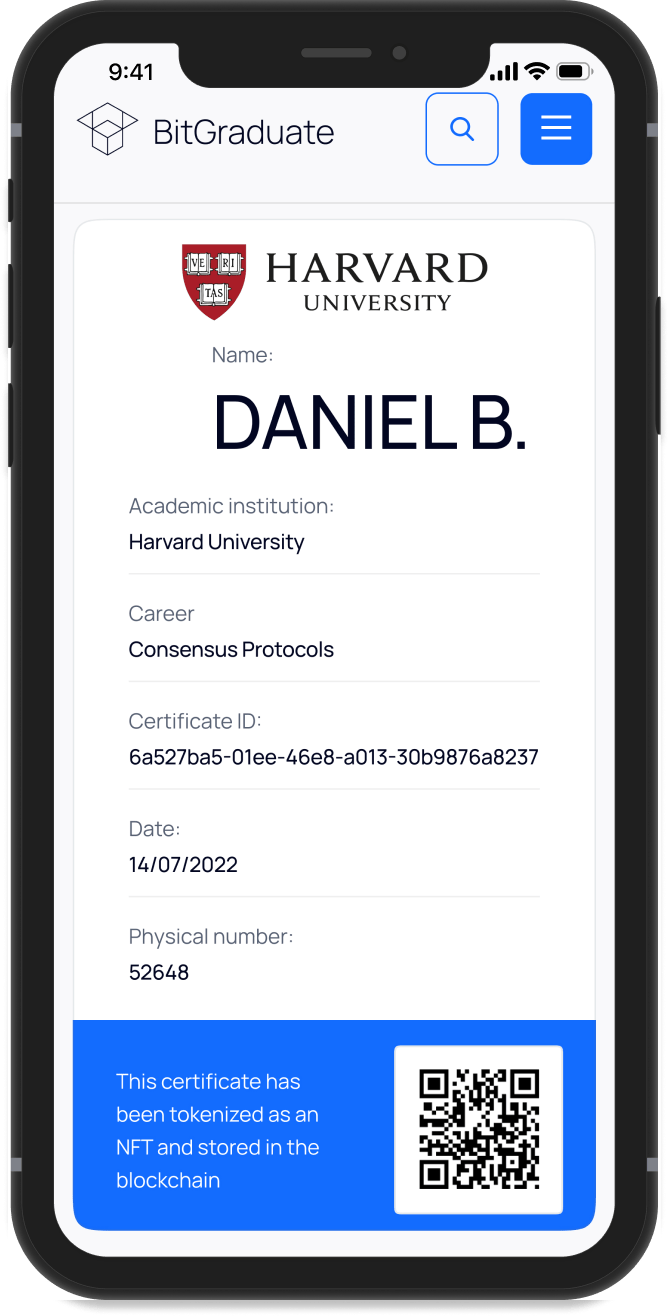 9:41
BitGraduate
VE RI
TAS
HARVARD
UNIVERSITY
Name:
DANIEL B.
Academic institution:
Harvard University
Career
Consensus Protocols
Certificate ID:
6a527ba5-01ee-46e8-a013-30b9876a8237
Date:
14/07/2022
Physical number:
52648
This certificate has
been tokenized as an
NFT and stored in the
blockchain